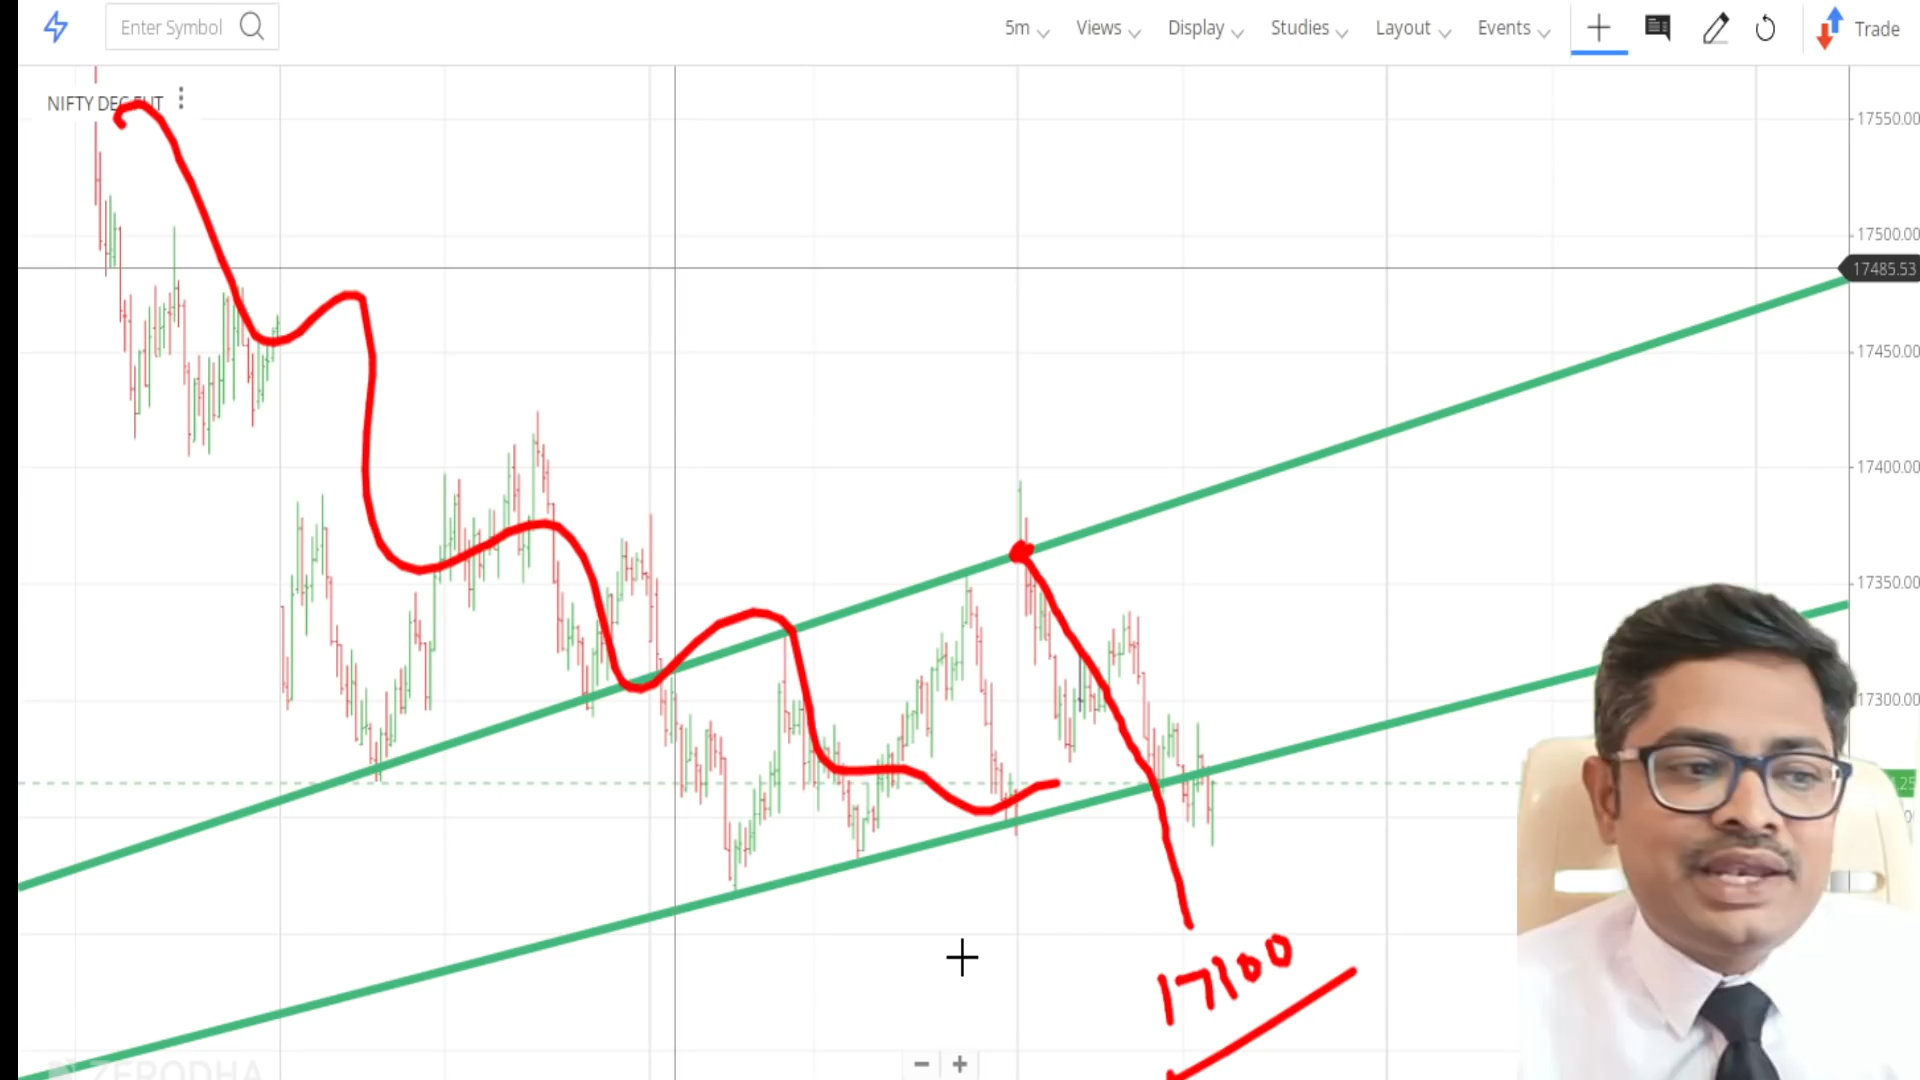 Enter Symbol
5m
Views
Display
Studies
Layout
Events
Trade
NIFTY DEC FUT
17550.00
17500.00
17485.53
17450.00
17400.00
17350.00
17300.00
17100
ZERODHA